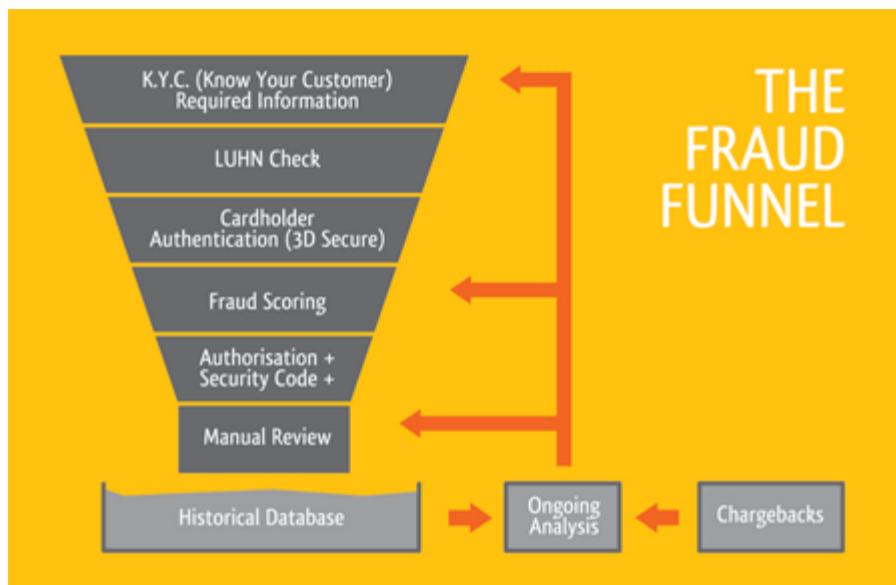 THE
FRAUD
FUNNEL
K.Y.C. (Know Your Customer)
Required Information
LUHN Check
Cardholder
Authentication (3D Secure)
Fraud Scoring
Authorisation +
Security Code +
Manual Review
Historical Database
Ongoing
Analysis
Chargebacks